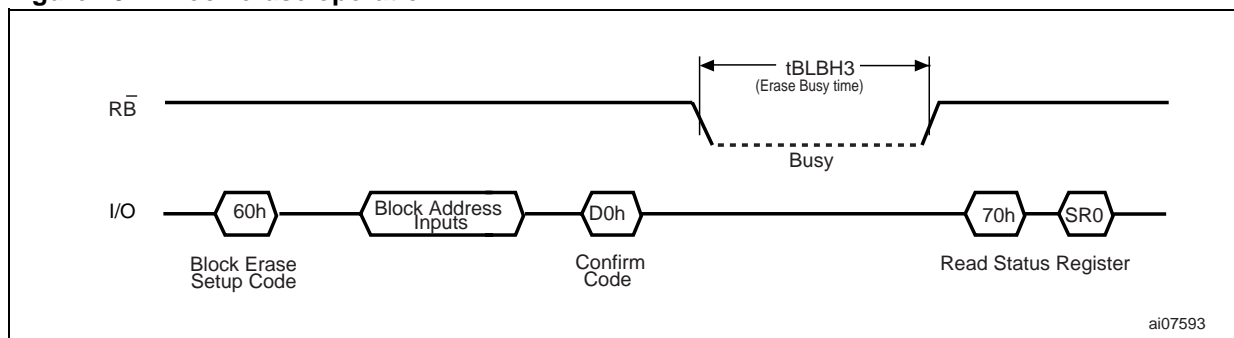 tBLBH3
(Erase Busy time)
RB̅
Busy
I/O
60h
Block Address
Inputs
D0h
70h
SR0
Block Erase
Setup Code
Confirm
Code
Read Status Register
ai07593